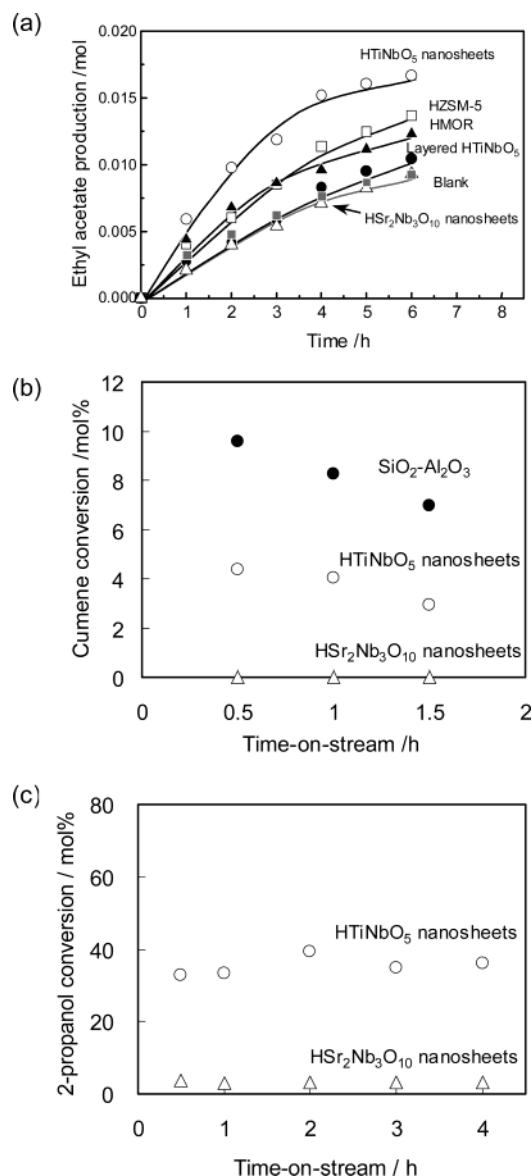 (a)
Ethyl acetate production /mol
0.020
0.015
0.010
0.005
0.000
HTiNbO₅ nanosheets
HZSM-5
HMOR
Layered HTiNbO₅
Blank
HSr₂Nb₃O₁₀ nanosheets
0 1 2 3 4 5 6 7 8
Time /h
(b)
Cumene conversion /mol%
12
10
8
6
4
2
0
SiO₂-Al₂O₃
HTiNbO₅ nanosheets
HSr₂Nb₃O₁₀ nanosheets
0 0.5 1 1.5 2
Time-on-stream /h
(c)
2-propanol conversion / mol%
80
60
40
20
0
HTiNbO₅ nanosheets
HSr₂Nb₃O₁₀ nanosheets
0 1 2 3 4
Time-on-stream / h